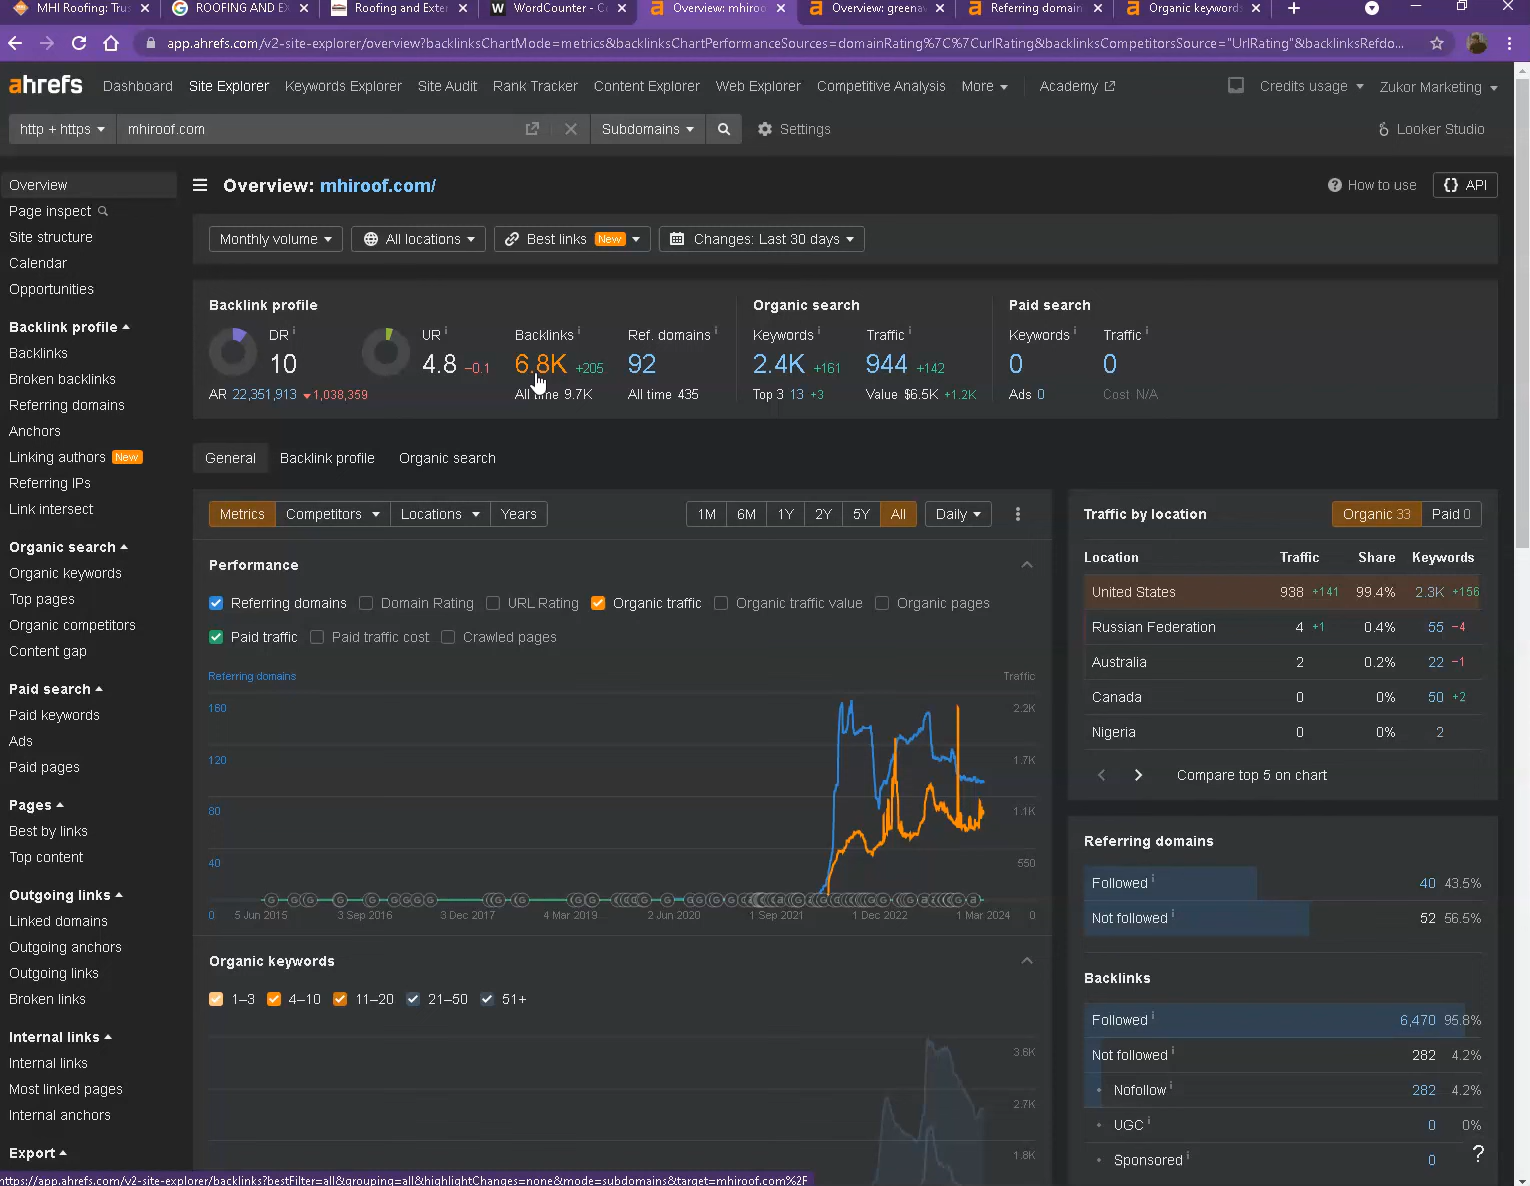 MHI Roofing: Tru
ROOFING AND E
Roofing and Exter
WordCounter - C
Overview: mhiroo
Overview: greena
Referring domain
Organic keywords
app.ahrefs.com/v2-site-explorer/overview?backlinksChartMode=metrics&backlinksChartPerformanceSources=domainRating%7C%7CurlRating&backlinksCompetitorsSource="UrlRating"&backlinksRefdo...
ahrefs Dashboard Site Explorer Keywords Explorer Site Audit Rank Tracker Content Explorer Web Explorer Competitive Analysis More Academy Credits usage Zukor Marketing
http + https mhiroof.com Subdomains Settings Looker Studio
Overview
Page inspect
Site structure
Calendar
Opportunities
Backlink profile
Backlinks
Broken backlinks
Referring domains
Anchors
Linking authors New
Referring IPs
Link intersect
Organic search
Organic keywords
Top pages
Organic competitors
Content gap
Paid search
Paid keywords
Ads
Paid pages
Pages
Best by links
Top content
Outgoing links
Linked domains
Outgoing anchors
Outgoing links
Broken links
Internal links
Internal links
Most linked pages
Internal anchors
Export
Overview: mhiroof.com/ How to use {} API
Monthly volume All locations Best links New Changes: Last 30 days
Backlink profile Organic search Paid search
DR UR Backlinks Ref. domains Keywords Traffic Keywords Traffic
10 4.8 −0.1 6.8K +205 92 2.4K +161 944 +142 0 0
AR 22,351,913 1,038,359 All time 9.7K All time 435 Top 3 13 +3 Value $6.5K +1.2K Ads 0 Cost N/A
General Backlink profile Organic search
Metrics Competitors Locations Years 1M 6M 1Y 2Y 5Y All Daily
Performance
Referring domains Domain Rating URL Rating Organic traffic Organic traffic value Organic pages
Paid traffic Paid traffic cost Crawled pages
Referring domains Traffic
160 2.2K
120 1.7K
80 1.1K
40 550
0 5 Jun 2015 3 Sep 2016 3 Dec 2017 4 Mar 2019 2 Jun 2020 1 Sep 2021 1 Dec 2022 1 Mar 2024 0
Organic keywords
1–3 4–10 11–20 21–50 51+
3.6K
2.7K
1.8K
Traffic by location Organic 33 Paid 0
Location Traffic Share Keywords
United States 938 +141 99.4% 2.3K +156
Russian Federation 4 +1 0.4% 55 −4
Australia 2 0.2% 22 −1
Canada 0 0% 50 +2
Nigeria 0 0% 2
Compare top 5 on chart
Referring domains
Followed 40 43.5%
Not followed 52 56.5%
Backlinks
Followed 6,470 95.8%
Not followed 282 4.2%
Nofollow 282 4.2%
UGC 0 0%
Sponsored 0
?
https://app.ahrefs.com/v2-site-explorer/backlinks?bestFilter=all&grouping=all&highlightChanges=none&mode=subdomains&target=mhiroof.com%2F